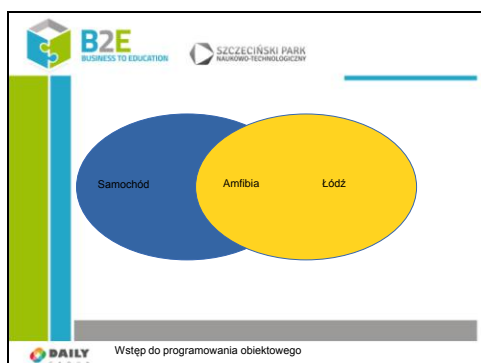 B2E
BUSINESS TO EDUCATION
SZCZECIŃSKI PARK
NAUKOWO-TECHNOLOGICZNY
Samochód Amfibia Łódź
DAILY
Wstęp do programowania obiektowego